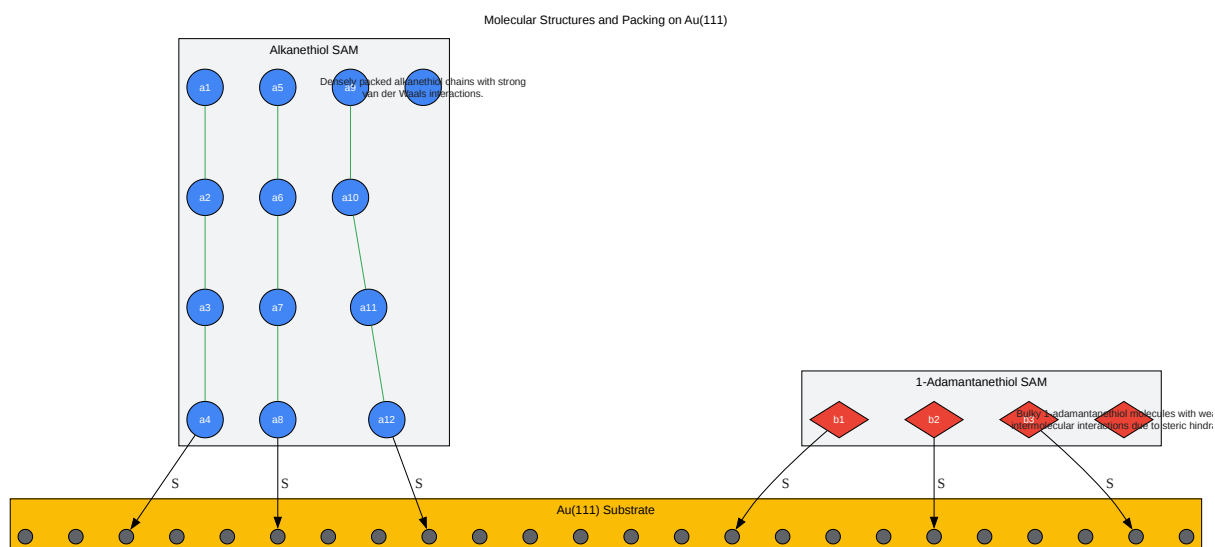 Molecular Structures and Packing on Au(111)
Alkanethiol SAM
a1
a5
a9
Densely packed alkanethiol chains with strong
van der Waals interactions.
a2
a6
a10
a3
a7
a11
1-Adamantanethiol SAM
a4
a8
a12
b1
b2
b3
Bulky 1-adamantanethiol molecules with
intermolecular interactions due to steric
S
S
S
S
S
S
Au(111) Substrate